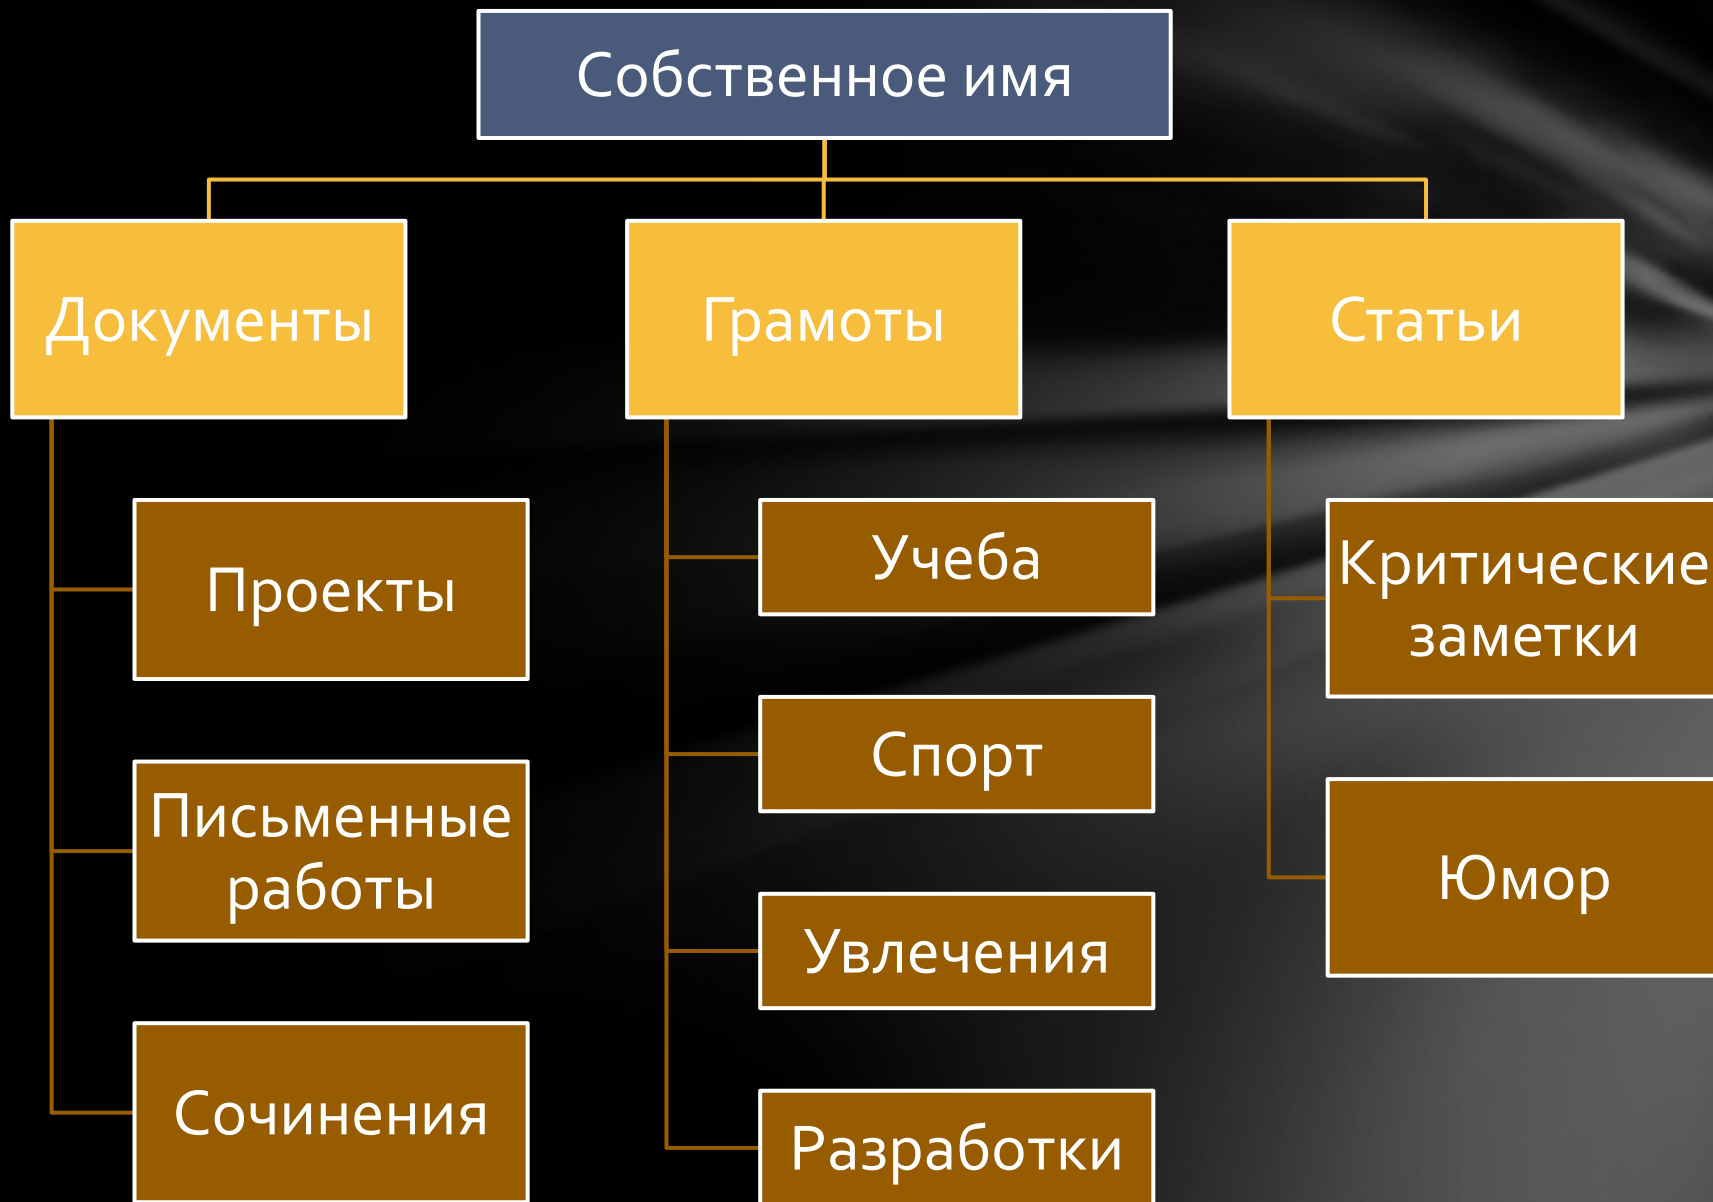 Собственное имя
Документы
Проекты
Письменные
работы
Сочинения
Грамоты
Учеба
Спорт
Увлечения
Разработки
Статьи
Критические
заметки
Юмор